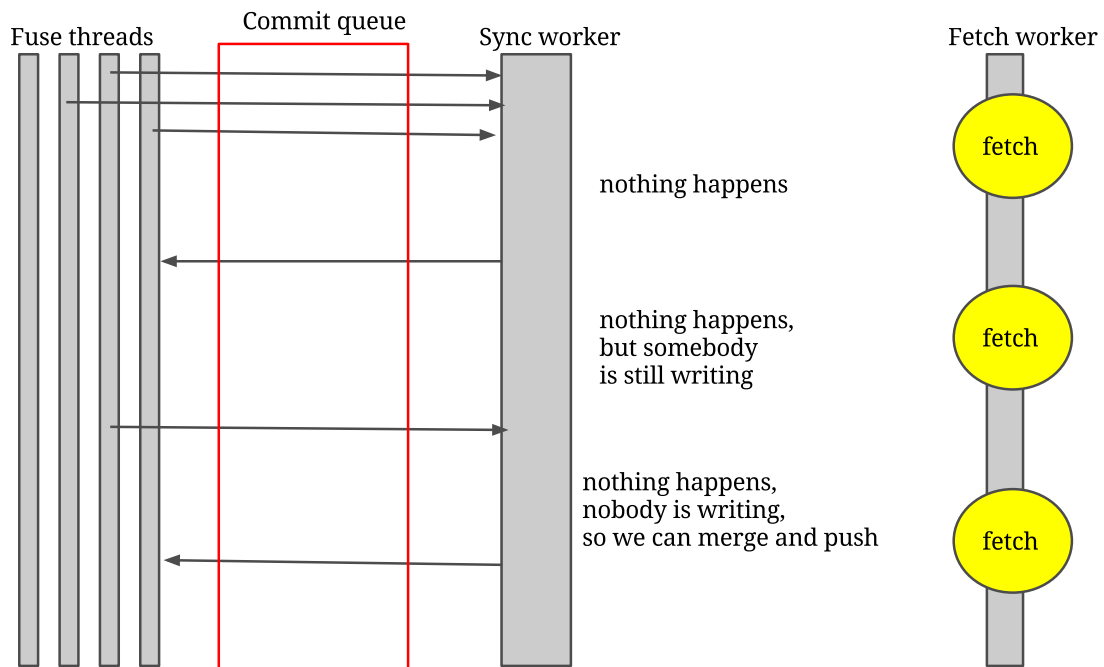 Commit queue
Fuse threads
Sync worker
Fetch worker
fetch
nothing happens
nothing happens,
but somebody
is still writing
fetch
nothing happens,
nobody is writing,
so we can merge and push
fetch